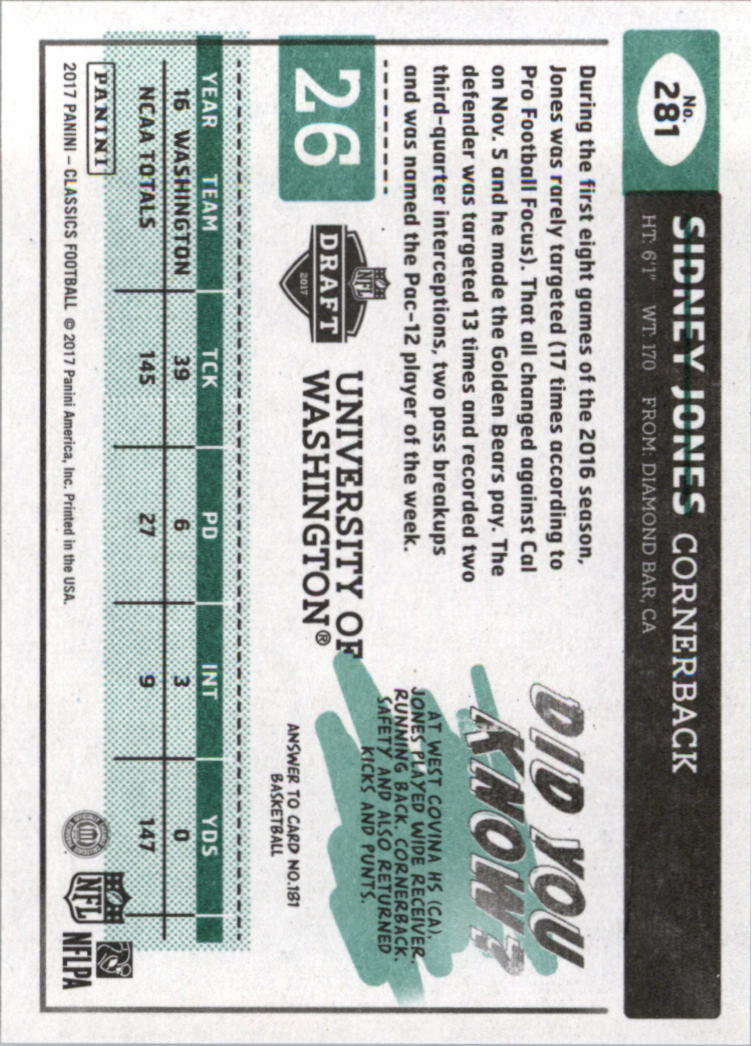 No.
281
SIDNEY JONES CORNERBACK
HT: 6'1" WT: 170 FROM: DIAMOND BAR, CA
During the first eight games of the 2016 season,
Jones was rarely targeted (17 times according to
Pro Football Focus). That all changed against Cal
on Nov. 5 and he made the Golden Bears pay. The
defender was targeted 13 times and recorded two
third-quarter interceptions, two pass breakups
and was named the Pac-12 player of the week.
DID YOU
KNOW?
AT WEST COVINA HS (CA),
JONES PLAYED WIDE RECEIVER,
RUNNING BACK, CORNERBACK,
SAFETY AND ALSO RETURNED
KICKS AND PUNTS.
ANSWER TO CARD NO.181
BASKETBALL
26
NFL
DRAFT
2017
UNIVERSITY OF
WASHINGTON®
YEAR TEAM TCK PD INT YDS
16 WASHINGTON 39 6 3 0
NCAA TOTALS 145 27 9 147
PANINI
2017 PANINI – CLASSICS FOOTBALL © 2017 Panini America, Inc. Printed in the USA.
NFL
NFLPA